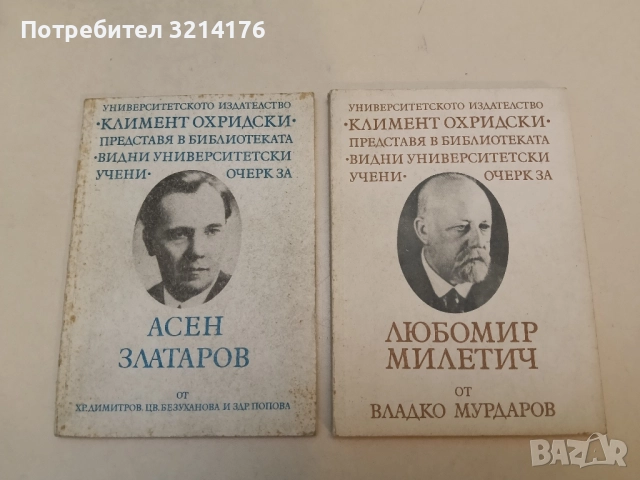 Потребител 3214176
УНИВЕРСИТЕТСКОТО ИЗДАТЕЛСТВО
·КЛИМЕНТ ОХРИДСКИ·
ПРЕДСТАВЯ В БИБЛИОТЕКАТА
·ВИДНИ УНИВЕРСИТЕТСКИ
УЧЕНИ· ОЧЕРК ЗА
АСЕН
ЗЛАТАРОВ
ОТ
ХР.ДИМИТРОВ, ЦВ.БЕЗУХАНОВА И ЗДР.ПОПОВА
УНИВЕРСИТЕТСКОТО ИЗДАТЕЛСТВО
·КЛИМЕНТ ОХРИДСКИ·
ПРЕДСТАВЯ В БИБЛИОТЕКАТА
·ВИДНИ УНИВЕРСИТЕТСКИ
УЧЕНИ· ОЧЕРК ЗА
ЛЮБОМИР
МИЛЕТИЧ
ОТ
ВЛАДКО МУРДАРОВ
BAZAR
bg